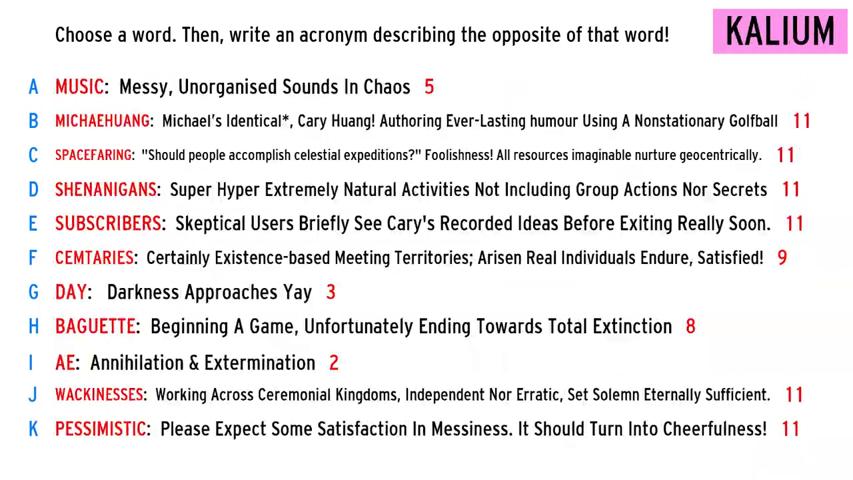 Choose a word. Then, write an acronym describing the opposite of that word! KALIUM
A MUSIC: Messy, Unorganised Sounds In Chaos 5
B MICHAEHUANG: Michael's Identical*, Cary Huang! Authoring Ever-Lasting humour Using A Nonstationary Golfball 11
C SPACEFARING: "Should people accomplish celestial expeditions?" Foolishness! All resources imaginable nurture geocentrically. 11
D SHENANIGANS: Super Hyper Extremely Natural Activities Not Including Group Actions Nor Secrets 11
E SUBSCRIBERS: Skeptical Users Briefly See Cary's Recorded Ideas Before Exiting Really Soon. 11
F CEMTARIES: Certainly Existence-based Meeting Territories; Arisen Real Individuals Endure, Satisfied! 9
G DAY: Darkness Approaches Yay 3
H BAGUETTE: Beginning A Game, Unfortunately Ending Towards Total Extinction 8
I AE: Annihilation & Extermination 2
J WACKINESSES: Working Across Ceremonial Kingdoms, Independent Nor Erratic, Set Solemn Eternally Sufficient. 11
K PESSIMISTIC: Please Expect Some Satisfaction In Messiness. It Should Turn Into Cheerfulness! 11